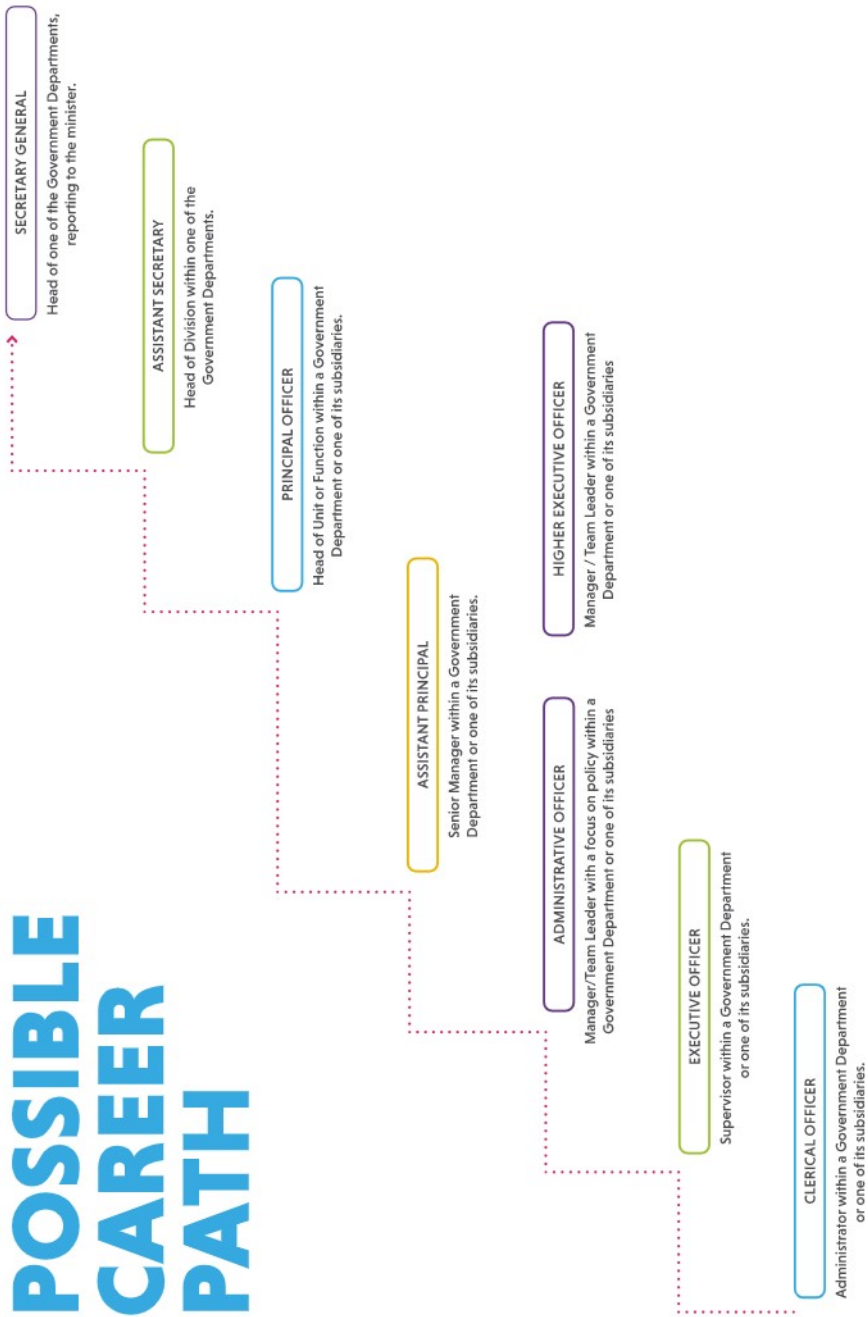 POSSIBLE
CAREER
PATH
SECRETARY GENERAL
Head of one of the Government Departments,
reporting to the minister.
ASSISTANT SECRETARY
Head of Division within one of the
Government Departments.
PRINCIPAL OFFICER
Head of Unit or Function within a Government
Department or one of its subsidiaries.
ASSISTANT PRINCIPAL
Senior Manager within a Government
Department or one of its subsidiaries.
ADMINISTRATIVE OFFICER
Manager/Team Leader with a focus on policy within a
Government Department or one of its subsidiaries
HIGHER EXECUTIVE OFFICER
Manager / Team Leader within a Government
Department or one of its subsidiaries
EXECUTIVE OFFICER
Supervisor within a Government Department
or one of its subsidiaries.
CLERICAL OFFICER
Administrator within a Government Department
or one of its subsidiaries.